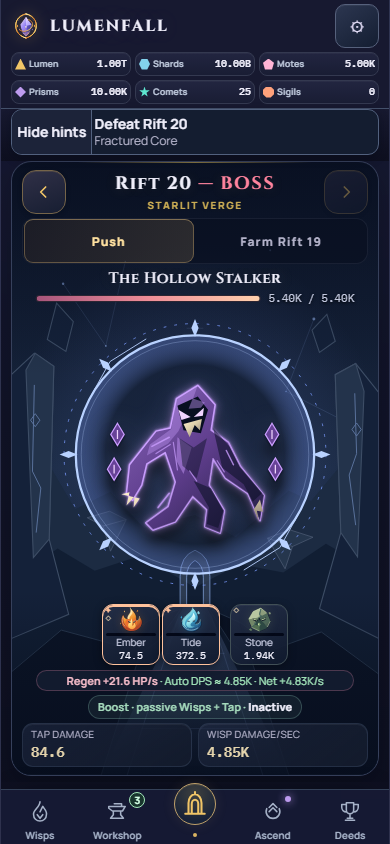 LUMENFALL
Lumen 1.00T
Shards 10.00B
Motes 5.00K
Prisms 10.00K
Comets 25
Sigils 0
Hide hints
Defeat Rift 20
Fractured Core
RIFT 20 — BOSS
STARLIT VERGE
Push
Farm Rift 19
THE HOLLOW STALKER
5.40K / 5.40K
Ember
74.5
Tide
372.5
Stone
1.94K
Regen +21.6 HP/s · Auto DPS ≈ 4.85K · Net +4.83K/s
Boost · passive Wisps + Tap · Inactive
TAP DAMAGE
84.6
WISP DAMAGE/SEC
4.85K
3
Wisps
Workshop
Ascend
Deeds